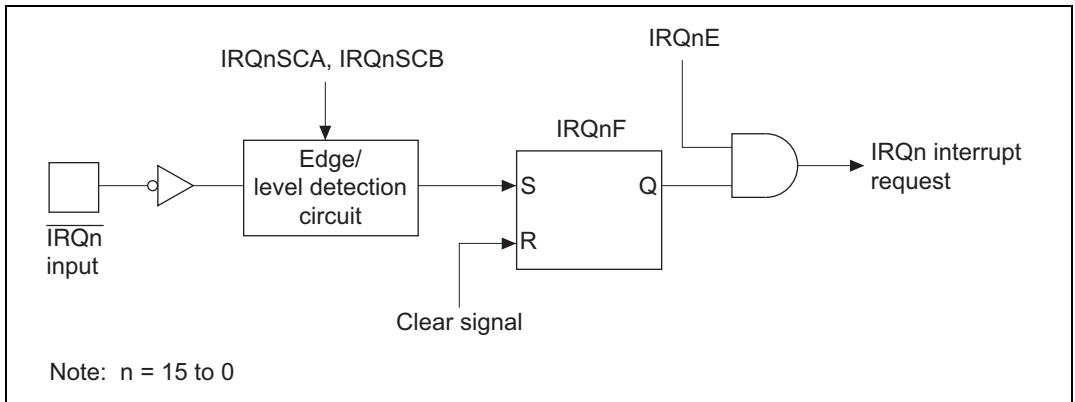 IRQnE
IRQnSCA, IRQnSCB
IRQnF
Edge/
level detection
circuit
S
Q
R
IRQn interrupt
request
IRQn
input
Clear signal
Note: n = 15 to 0